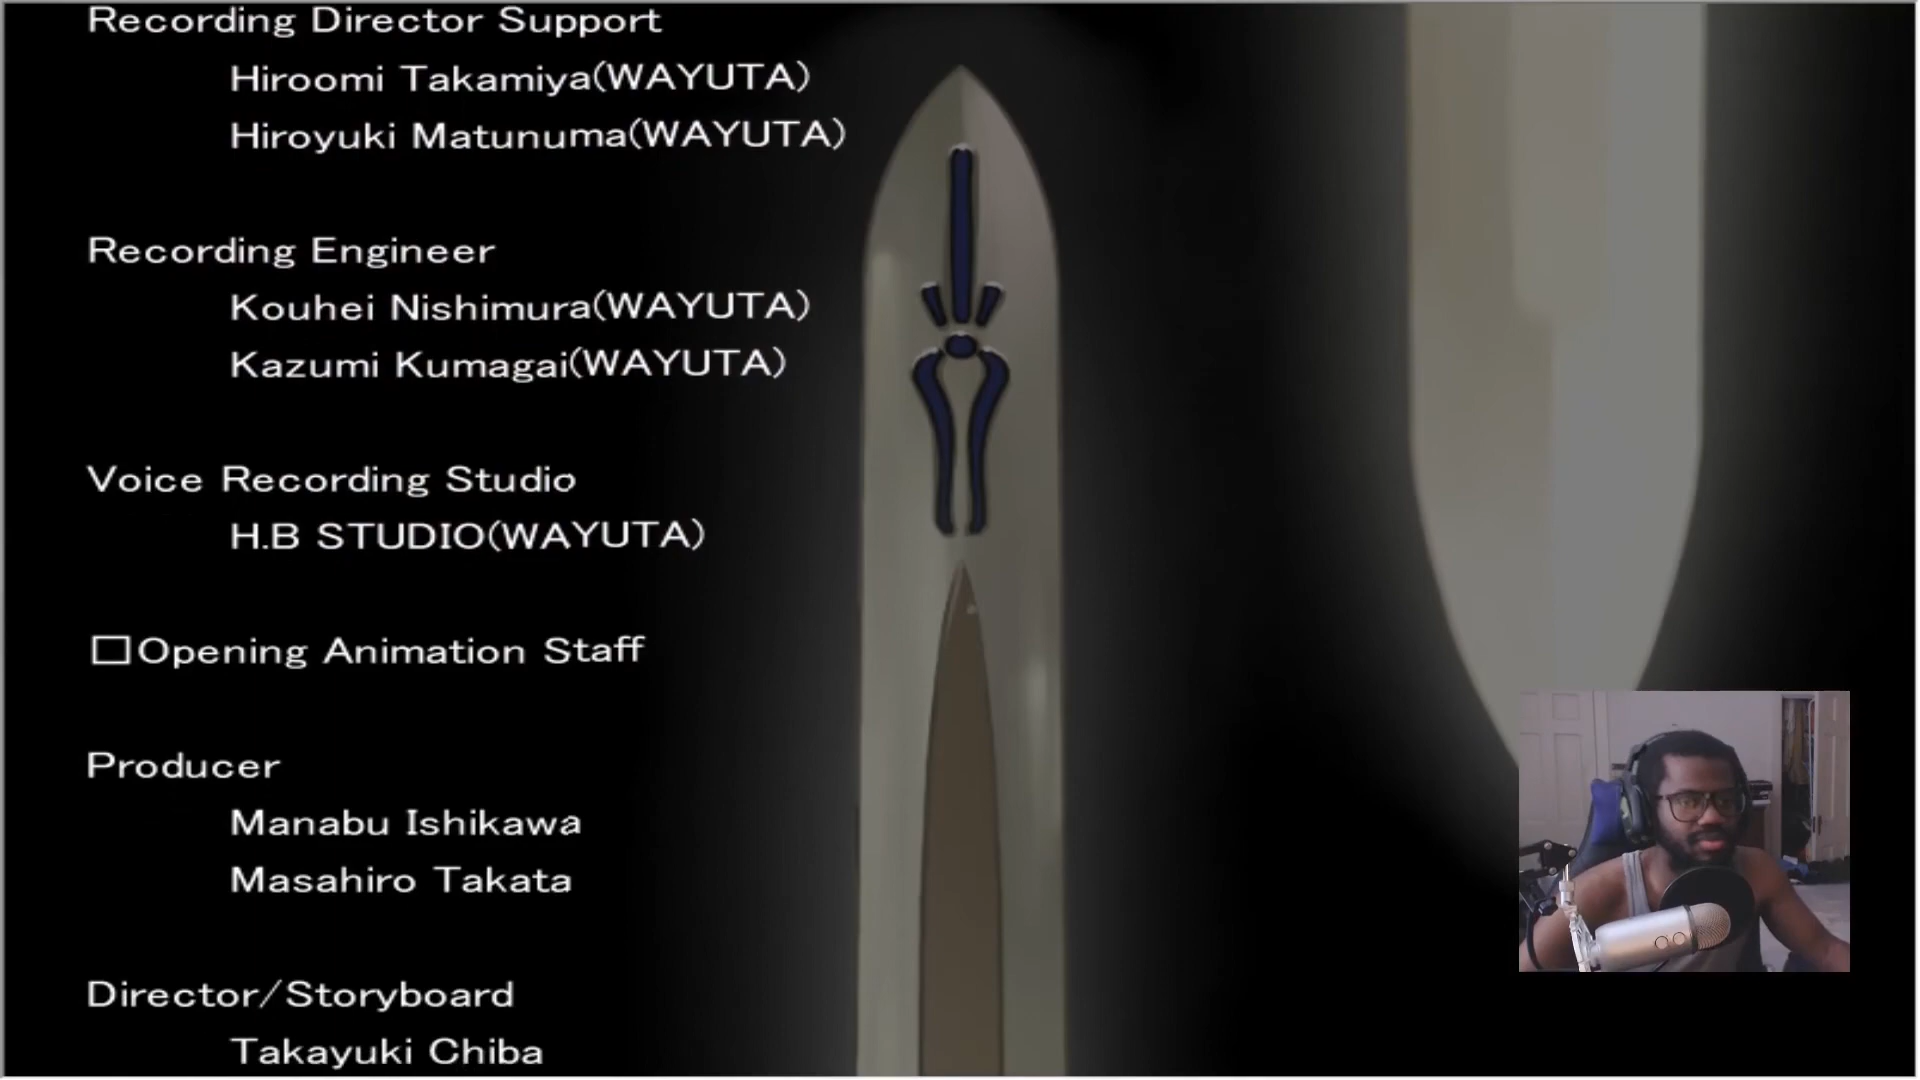 Recording Director Support
Hiroomi Takamiya(WAYUTA)
Hiroyuki Matunuma(WAYUTA)
Recording Engineer
Kouhei Nishimura(WAYUTA)
Kazumi Kumagai(WAYUTA)
Voice Recording Studio
H.B STUDIO(WAYUTA)
□Opening Animation Staff
Producer
Manabu Ishikawa
Masahiro Takata
Director/Storyboard
Takayuki Chiba